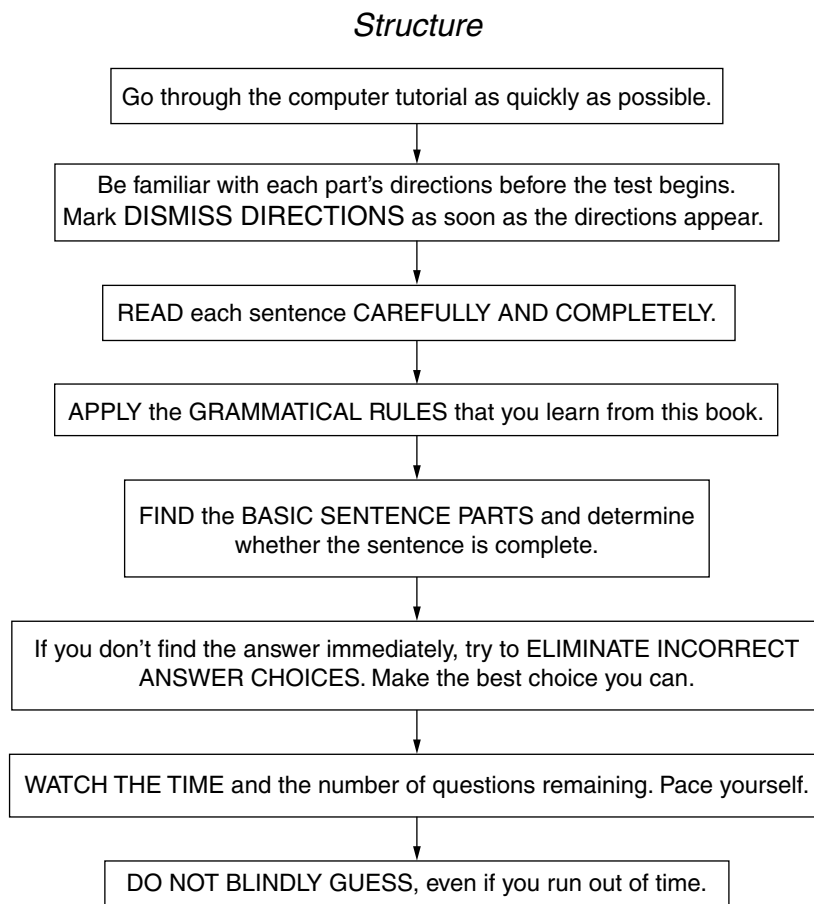 Structure
Go through the computer tutorial as quickly as possible.
Be familiar with each part's directions before the test begins.
Mark DISMISS DIRECTIONS as soon as the directions appear.
READ each sentence CAREFULLY AND COMPLETELY.
APPLY the GRAMMATICAL RULES that you learn from this book.
FIND the BASIC SENTENCE PARTS and determine
whether the sentence is complete.
If you don't find the answer immediately, try to ELIMINATE INCORRECT
ANSWER CHOICES. Make the best choice you can.
WATCH THE TIME and the number of questions remaining. Pace yourself.
DO NOT BLINDLY GUESS, even if you run out of time.